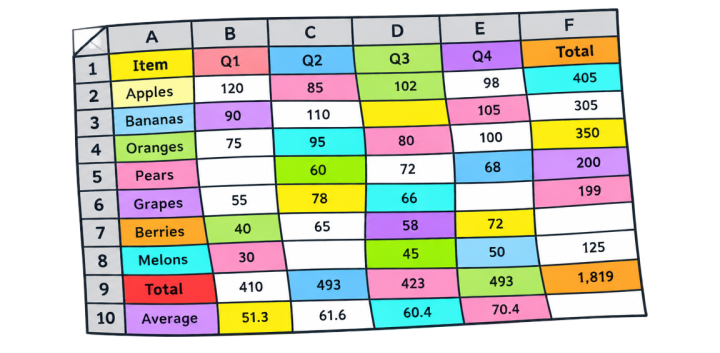 A B C D E F
1 Item Q1 Q2 Q3 Q4 Total
2 Apples 120 85 102 98 405
3 Bananas 90 110 105 305
4 Oranges 75 95 80 100 350
5 Pears 60 72 68 200
6 Grapes 55 78 66 199
7 Berries 40 65 58 72
8 Melons 30 45 50 125
9 Total 410 493 423 493 1,819
10 Average 51.3 61.6 60.4 70.4